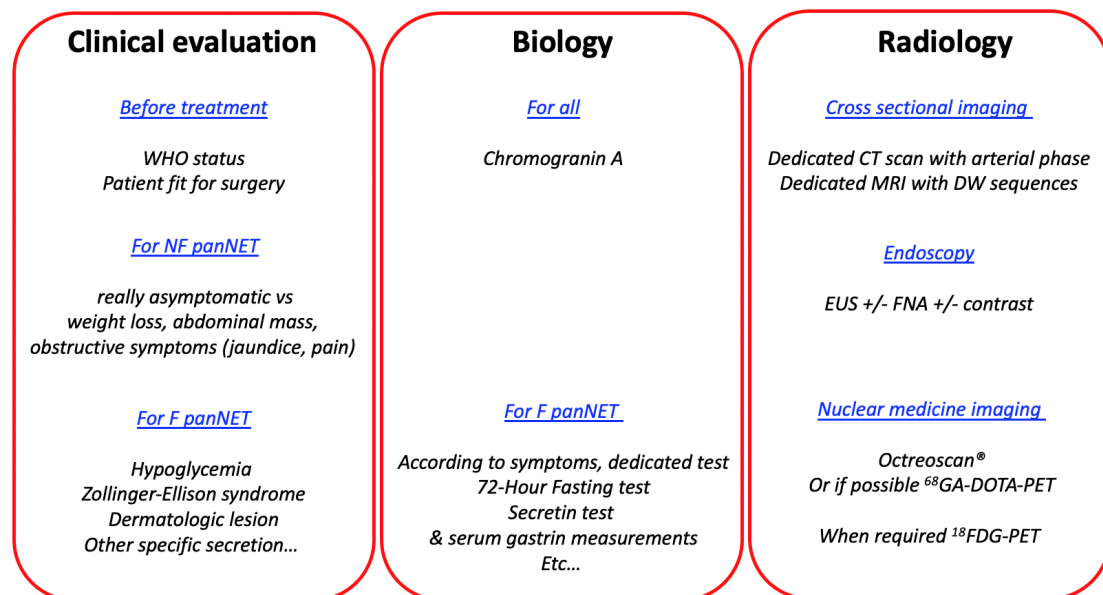 Clinical evaluation
Before treatment
WHO status
Patient fit for surgery
For NF panNET
really asymptomatic vs
weight loss, abdominal mass,
obstructive symptoms (jaundice, pain)
For F panNET
Hypoglycemia
Zollinger-Ellison syndrome
Dermatologic lesion
Other specific secretion...
Biology
For all
Chromogranin A
For F panNET
According to symptoms, dedicated test
72-Hour Fasting test
Secretin test
& serum gastrin measurements
Etc...
Radiology
Cross sectional imaging
Dedicated CT scan with arterial phase
Dedicated MRI with DW sequences
Endoscopy
EUS +/- FNA +/- contrast
Nuclear medicine imaging
Octreoscan®
Or if possible ⁶⁸GA-DOTA-PET
When required ¹⁸FDG-PET